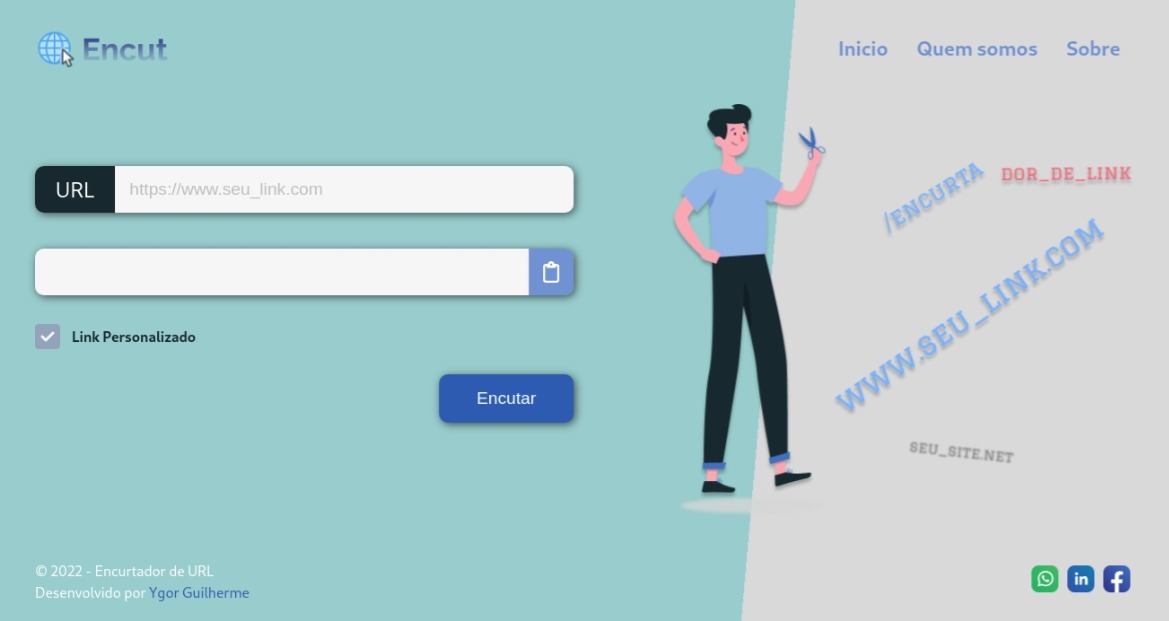 Encut
Inicio Quem somos Sobre
URL https://www.seu_link.com
/ENCURTA DOR_DE_LINK
WWW.SEU_LINK.COM
Link Personalizado
Encutar
SEU_SITE.NET
© 2022 - Encurtador de URL
Desenvolvido por Ygor Guilherme
in